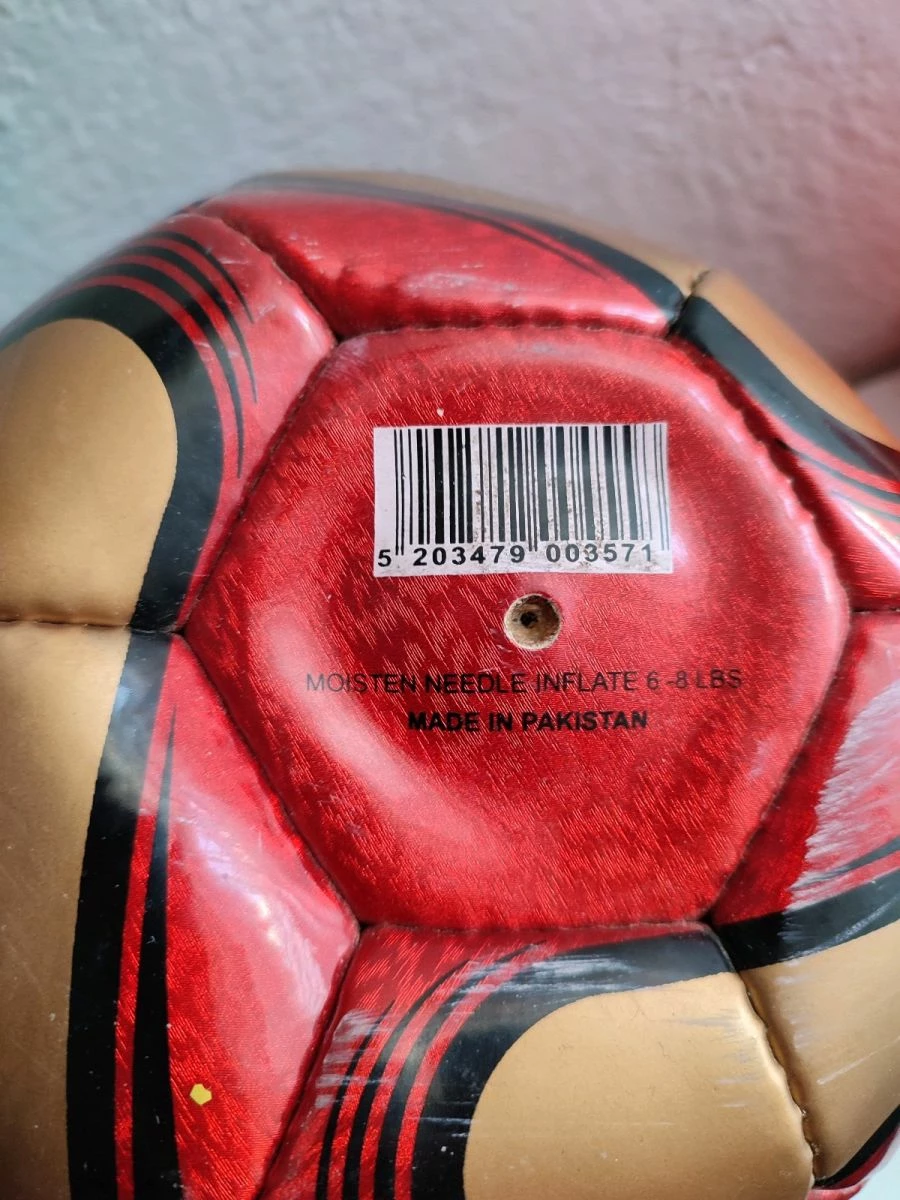 5 203479 003571
MOISTEN NEEDLE INFLATE 6 -8 LBS
MADE IN PAKISTAN